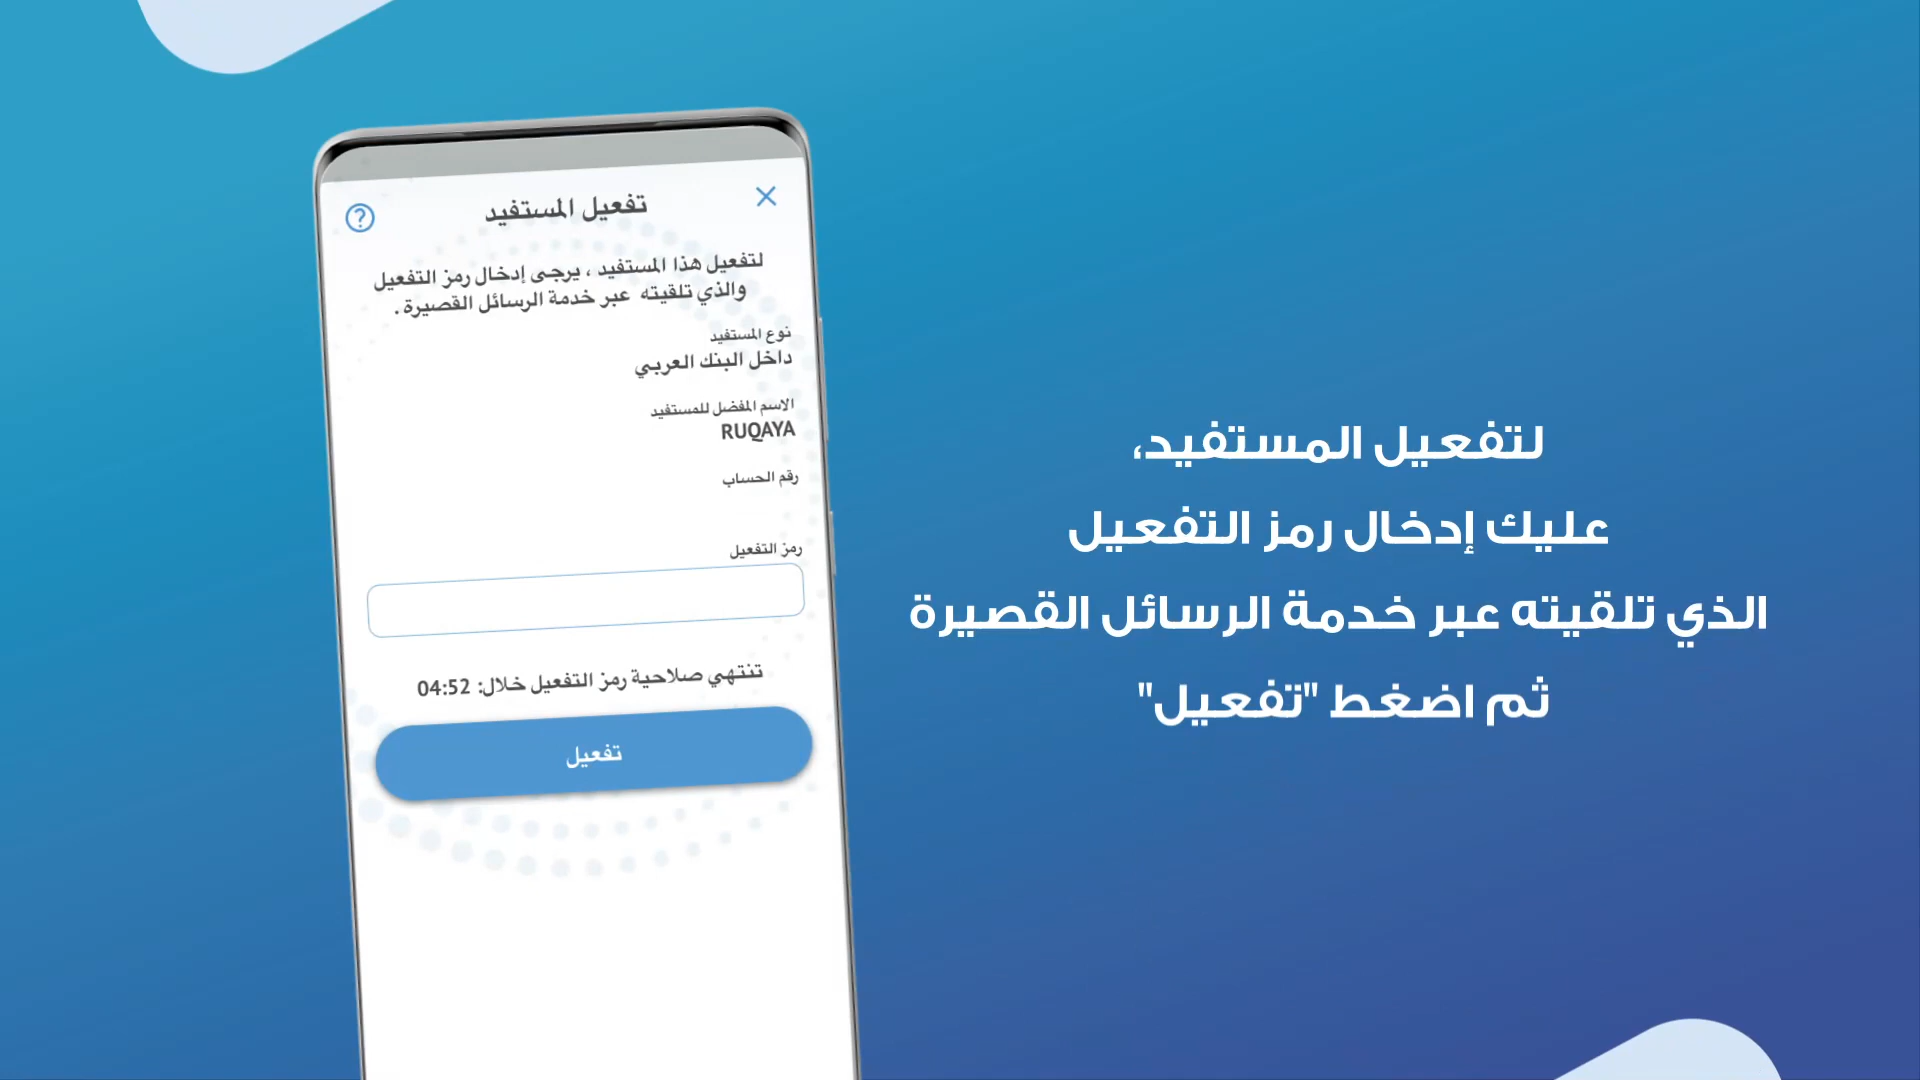 تفعيل المستفيد
لتفعيل هذا المستفيد ، يرجى إدخال رمز التفعيل
والذي تلقيته عبر خدمة الرسائل القصيرة .
نوع المستفيد
داخل البنك العربي
الاسم المفضل للمستفيد
RUQAYA
رقم الحساب
رمز التفعيل
تنتهي صلاحية رمز التفعيل خلال: 04:52
تفعيل
لتفعيل المستفيد،
عليك إدخال رمز التفعيل
الذي تلقيته عبر خدمة الرسائل القصيرة
ثم اضغط "تفعيل"